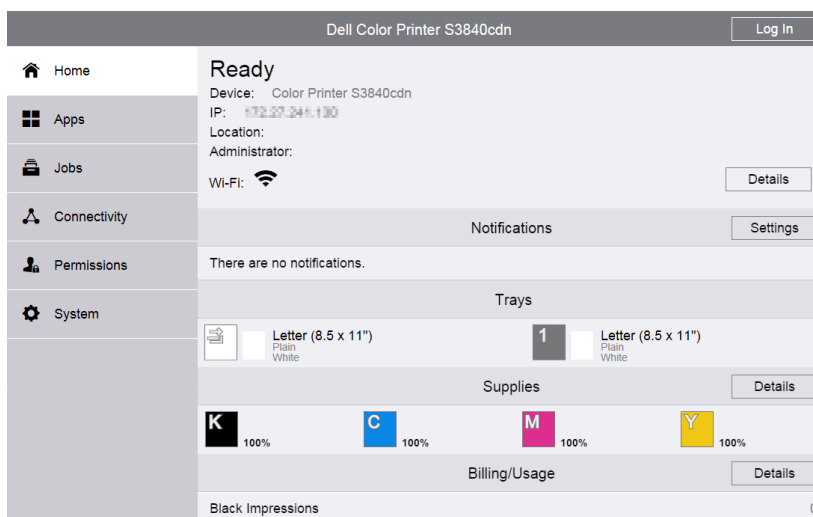 Dell Color Printer S3840cdn
Log In
Home
Apps
Jobs
Connectivity
Permissions
System
Ready
Device: Color Printer S3840cdn
IP:
Location:
Administrator:
Wi-Fi:
Details
Notifications
Settings
There are no notifications.
Trays
Letter (8.5 x 11")
Plain
White
1
Letter (8.5 x 11")
Plain
White
Supplies
Details
K 100%
C 100%
M 100%
Y 100%
Billing/Usage
Details
Black Impressions